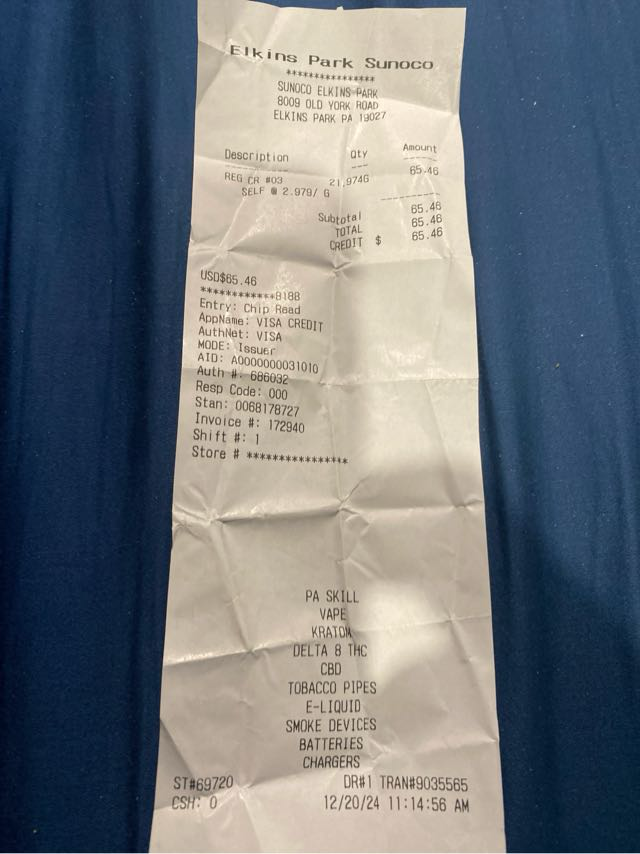 Elkins Park Sunoco
****************
SUNOCO ELKINS PARK
8009 OLD YORK ROAD
ELKINS PARK PA 19027
Description Qty Amount
REG CR #03 21.974G 65.46
SELF @ 2.979/ G
Subtotal 65.46
TOTAL 65.46
CREDIT $ 65.46
USD$65.46
************8188
Entry: Chip Read
AppName: VISA CREDIT
AuthNet: VISA
MODE: Issuer
AID: A0000000031010
Auth #: 686032
Resp Code: 000
Stan: 0068178727
Invoice #: 172940
Shift #: 1
Store # ****************
PA SKILL
VAPE
KRATOM
DELTA 8 THC
CBD
TOBACCO PIPES
E-LIQUID
SMOKE DEVICES
BATTERIES
CHARGERS
ST#69720 DR#1 TRAN#9035565
CSH: 0 12/20/24 11:14:56 AM